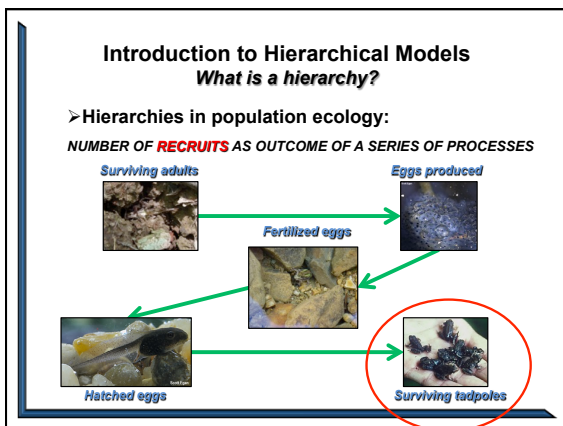 Introduction to Hierarchical Models
What is a hierarchy?
➢Hierarchies in population ecology:
NUMBER OF RECRUITS AS OUTCOME OF A SERIES OF PROCESSES
Surviving adults
Eggs produced
Fertilized eggs
Hatched eggs
Surviving tadpoles